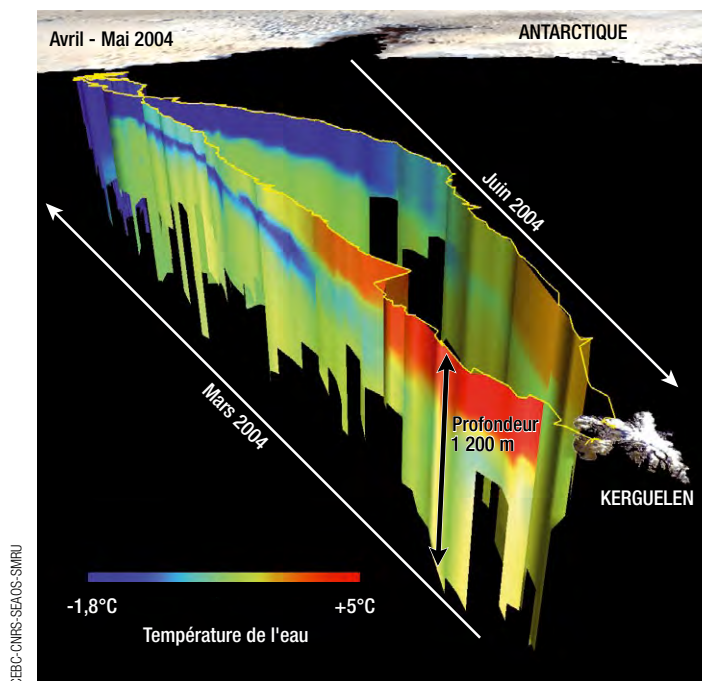 Avril - Mai 2004
ANTARCTIQUE
Juin 2004
Mars 2004
Profondeur
1 200 m
KERGUELEN
-1,8°C
+5°C
Température de l'eau
CEBC-CNRS-SEAOS-SMRU